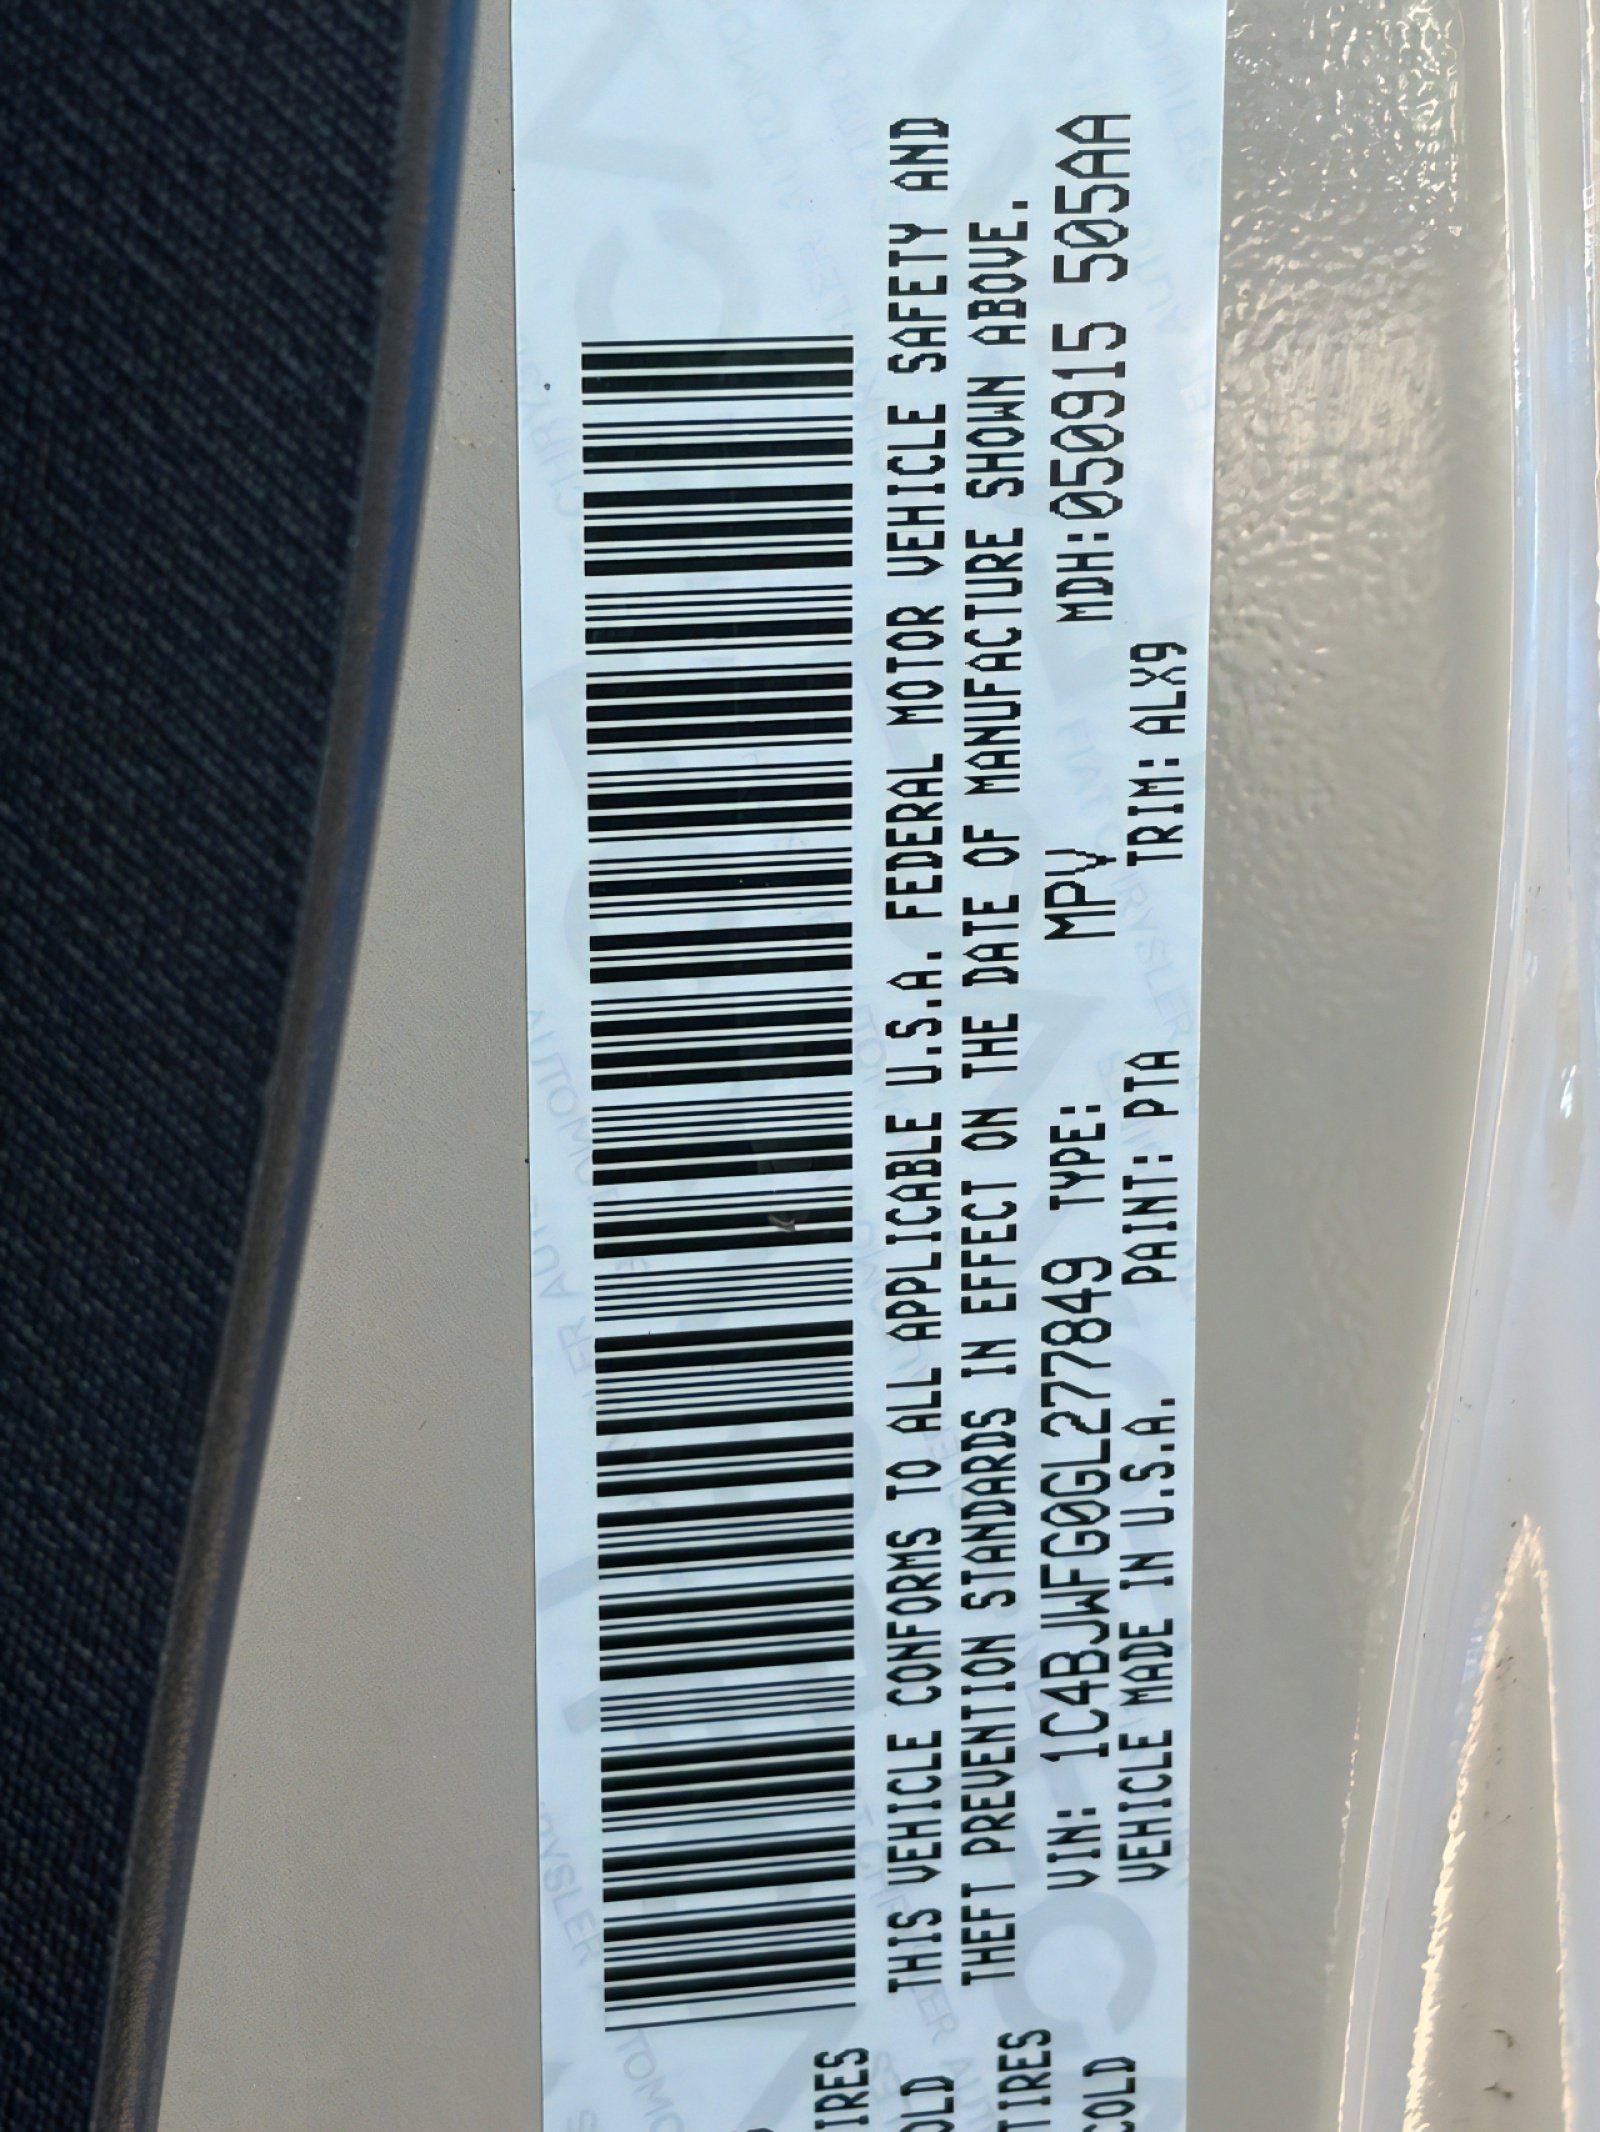 THIS VEHICLE CONFORMS TO ALL APPLICABLE U.S.A. FEDERAL MOTOR VEHICLE SAFETY AND
THEFT PREVENTION STANDARDS IN EFFECT ON THE DATE OF MANUFACTURE SHOWN ABOVE.
VIN: 1C4BJWFG0GL277849 TYPE: MPV MDH:050915 505AA
VEHICLE MADE IN U.S.A. PAINT: PTA TRIM: ALX9
IRES
OLD
TIRES
COLD